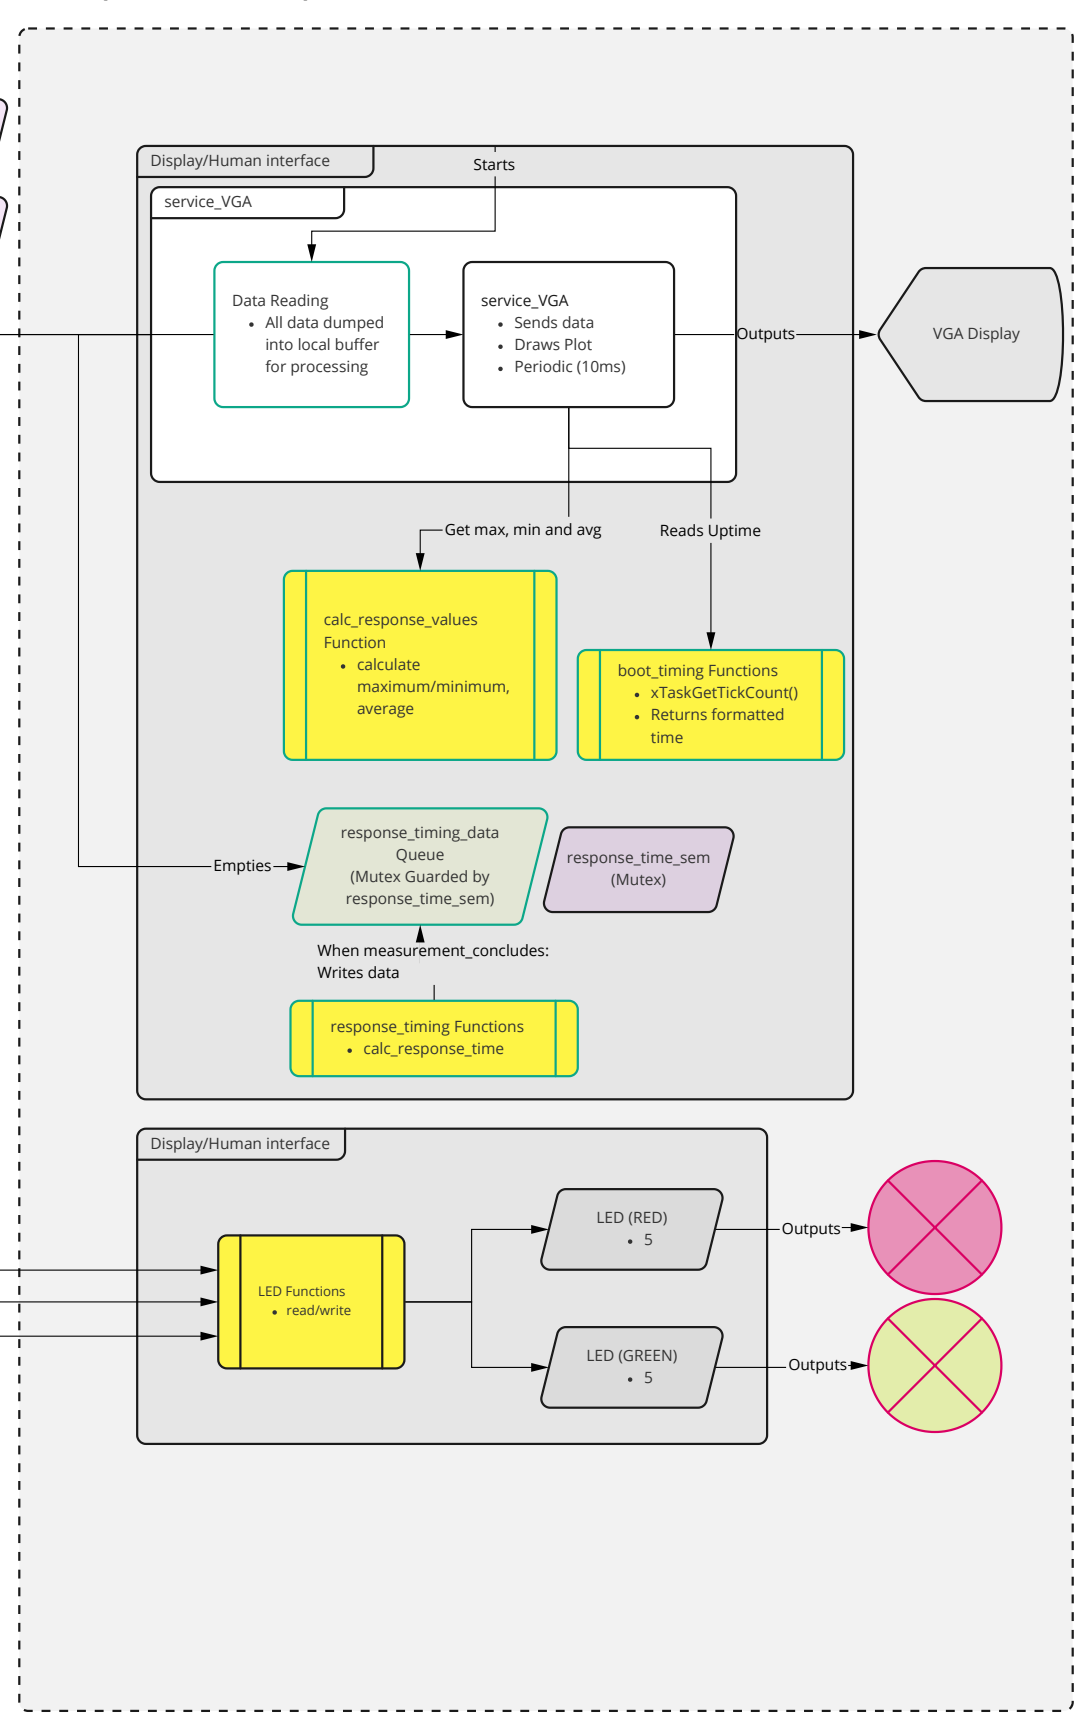 Display/Human interface
Starts
service_VGA
Data Reading
• All data dumped
into local buffer
for processing
service_VGA
• Sends data
• Draws Plot
• Periodic (10ms)
Outputs
VGA Display
Get max, min and avg
Reads Uptime
calc_response_values
Function
• calculate
maximum/minimum,
average
boot_timing Functions
• xTaskGetTickCount()
• Returns formatted
time
Empties
response_timing_data
Queue
(Mutex Guarded by
response_time_sem)
response_time_sem
(Mutex)
When measurement_concludes:
Writes data
response_timing Functions
• calc_response_time
Display/Human interface
LED Functions
• read/write
LED (RED)
• 5
Outputs
LED (GREEN)
• 5
Outputs